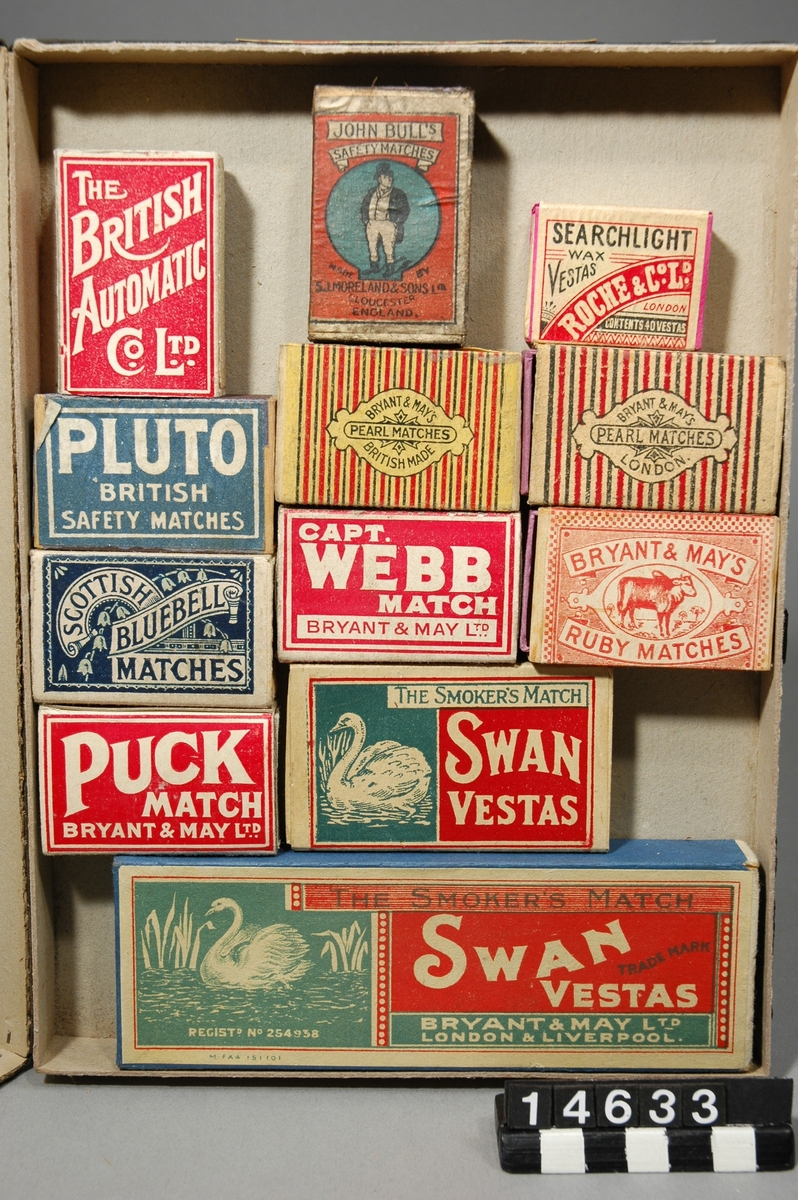 THE
BRITISH
AUTOMATIC
CO LTD
JOHN BULL'S
SAFETY MATCHES
MADE BY
S.J. MORELAND & SONS LTD
GLOUCESTER
ENGLAND.
SEARCHLIGHT
WAX
VESTAS
ROCHE & CO. LD
LONDON
CONTENTS 40 VESTAS
PLUTO
BRITISH
SAFETY MATCHES
BRYANT & MAY'S
PEARL MATCHES
BRITISH MADE
BRYANT & MAY'S
PEARL MATCHES
LONDON
SCOTTISH
BLUEBELL
MATCHES
CAPT.
WEBB
MATCH
BRYANT & MAY LTD
BRYANT & MAY'S
RUBY MATCHES
PUCK
MATCH
BRYANT & MAY LTD
THE SMOKER'S MATCH
SWAN
VESTAS
THE SMOKER'S MATCH
SWAN
TRADE MARK
VESTAS
REGISTD NO 254938
BRYANT & MAY LTD
LONDON & LIVERPOOL.
14633